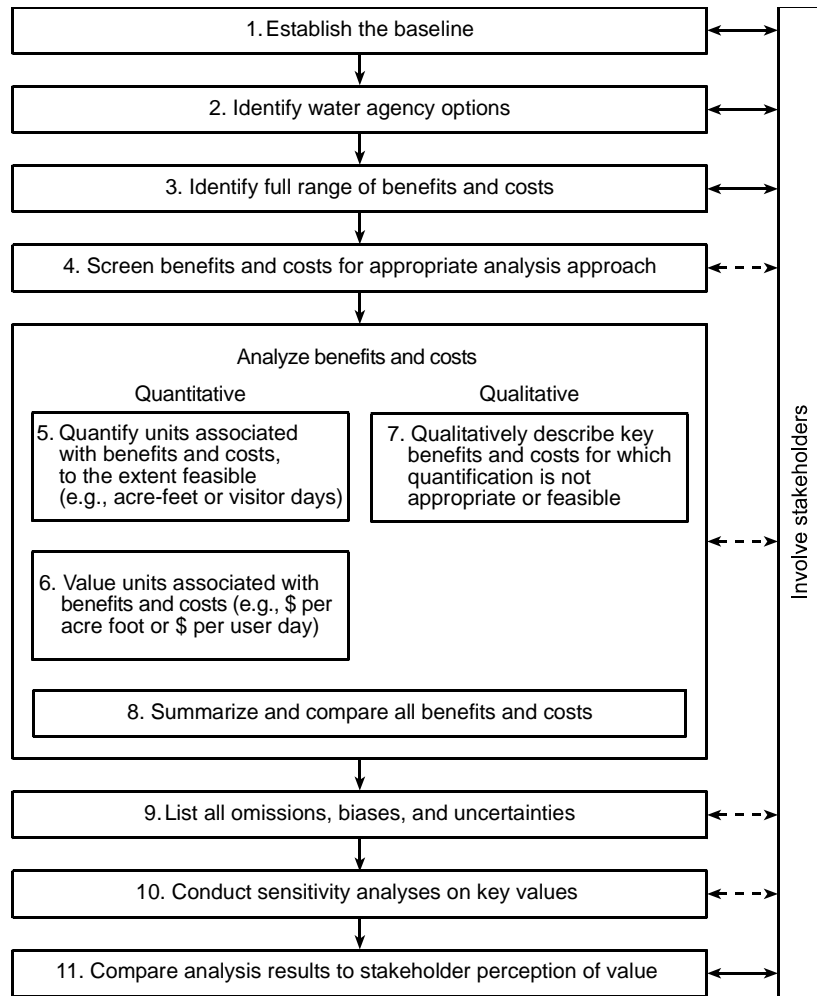 1. Establish the baseline
2. Identify water agency options
3. Identify full range of benefits and costs
4. Screen benefits and costs for appropriate analysis approach
Analyze benefits and costs
Quantitative
Qualitative
5. Quantify units associated
with benefits and costs,
to the extent feasible
(e.g., acre-feet or visitor days)
7. Qualitatively describe key
benefits and costs for which
quantification is not
appropriate or feasible
6. Value units associated with
benefits and costs (e.g., $ per
acre foot or $ per user day)
8. Summarize and compare all benefits and costs
9. List all omissions, biases, and uncertainties
10. Conduct sensitivity analyses on key values
11. Compare analysis results to stakeholder perception of value
Involve stakeholders